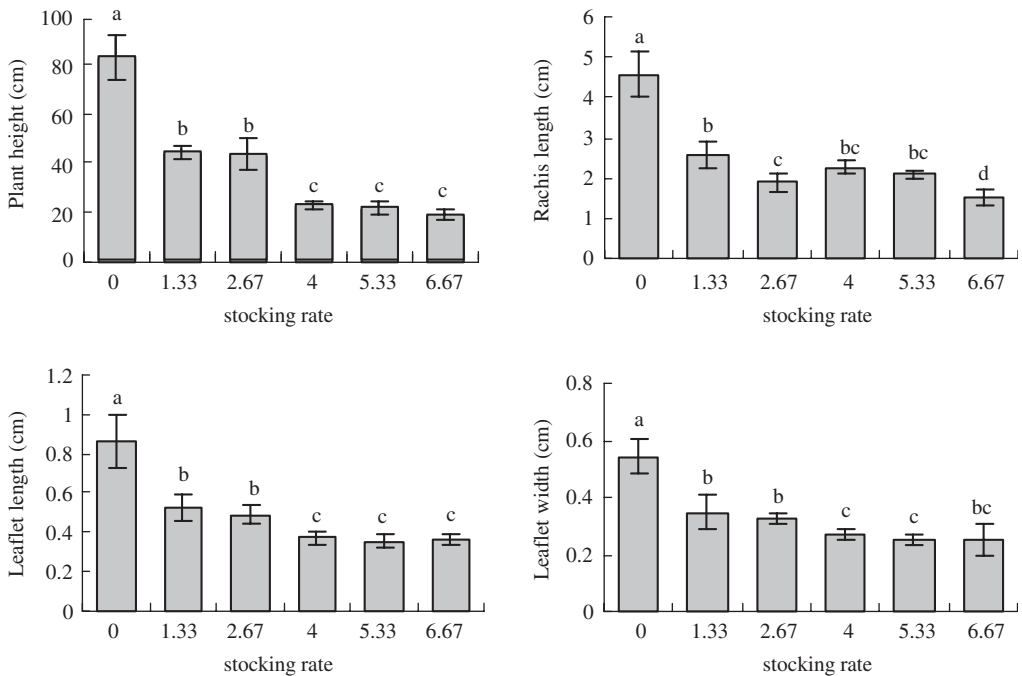 Plant height (cm)
100
80
60
40
20
0
a
b
b
c
c
c
0 1.33 2.67 4 5.33 6.67
stocking rate
Rachis length (cm)
6
5
4
3
2
1
0
a
b
c
bc
bc
d
0 1.33 2.67 4 5.33 6.67
stocking rate
Leaflet length (cm)
1.2
1
0.8
0.6
0.4
0.2
0
a
b
b
c
c
c
0 1.33 2.67 4 5.33 6.67
stocking rate
Leaflet width (cm)
0.8
0.6
0.4
0.2
0
a
b
b
c
c
bc
0 1.33 2.67 4 5.33 6.67
stocking rate